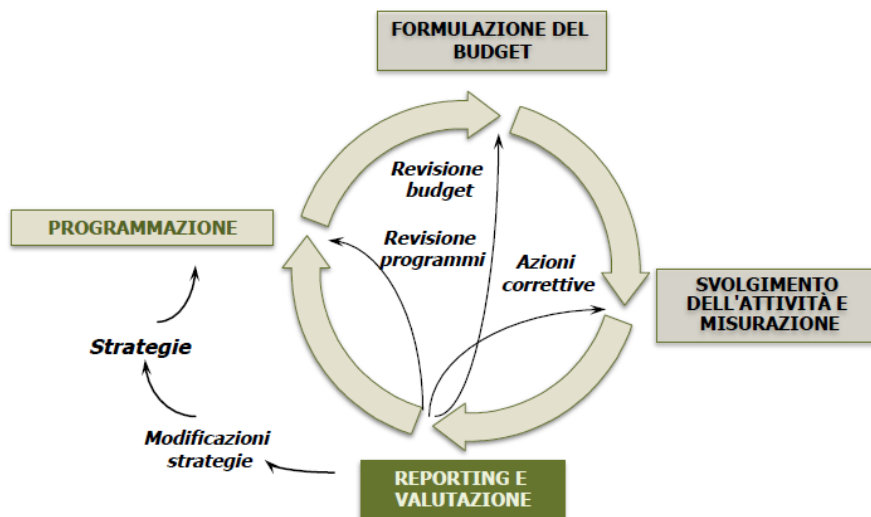 FORMULAZIONE DEL
BUDGET
Revisione
budget
PROGRAMMAZIONE
Revisione
programmi
Azioni
correttive
SVOLGIMENTO
DELL'ATTIVITÀ E
MISURAZIONE
Strategie
Modificazioni
strategie
REPORTING E
VALUTAZIONE